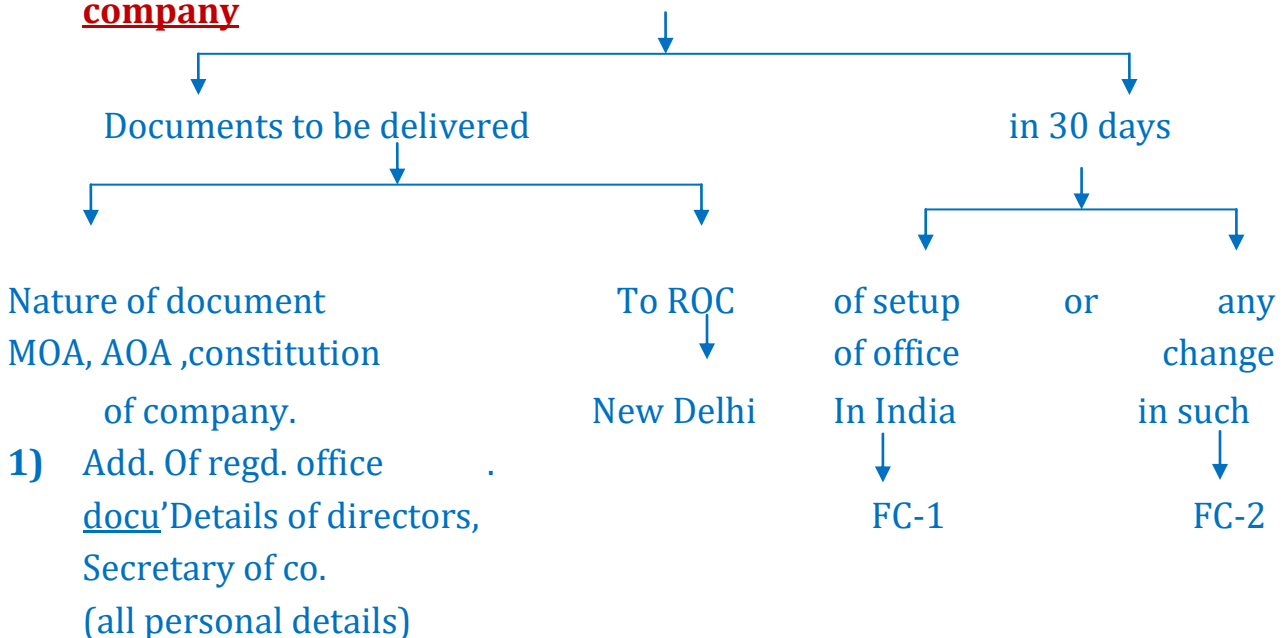 company
Documents to be delivered in 30 days
Nature of document To ROC of setup or any
MOA, AOA ,constitution of office change
of company. New Delhi In India in such
1) Add. Of regd. office .
docu’Details of directors, FC-1 FC-2
Secretary of co.
(all personal details)